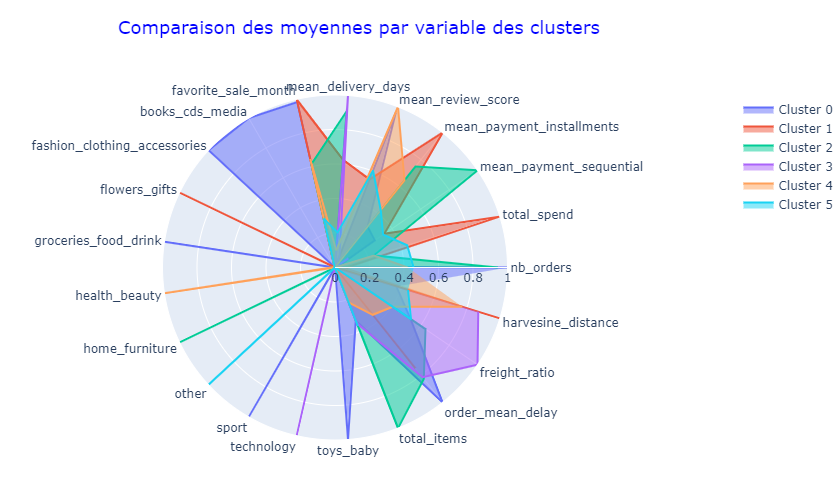 Comparaison des moyennes par variable des clusters
favorite_sale_month
mean_delivery_days
books_cds_media
mean_review_score
fashion_clothing_accessories
mean_payment_installments
flowers_gifts
mean_payment_sequential
groceries_food_drink
total_spend
health_beauty
nb_orders
0 0.2 0.4 0.6 0.8 1
home_furniture
harvesine_distance
other
freight_ratio
sport
order_mean_delay
technology
total_items
toys_baby
Cluster 0
Cluster 1
Cluster 2
Cluster 3
Cluster 4
Cluster 5